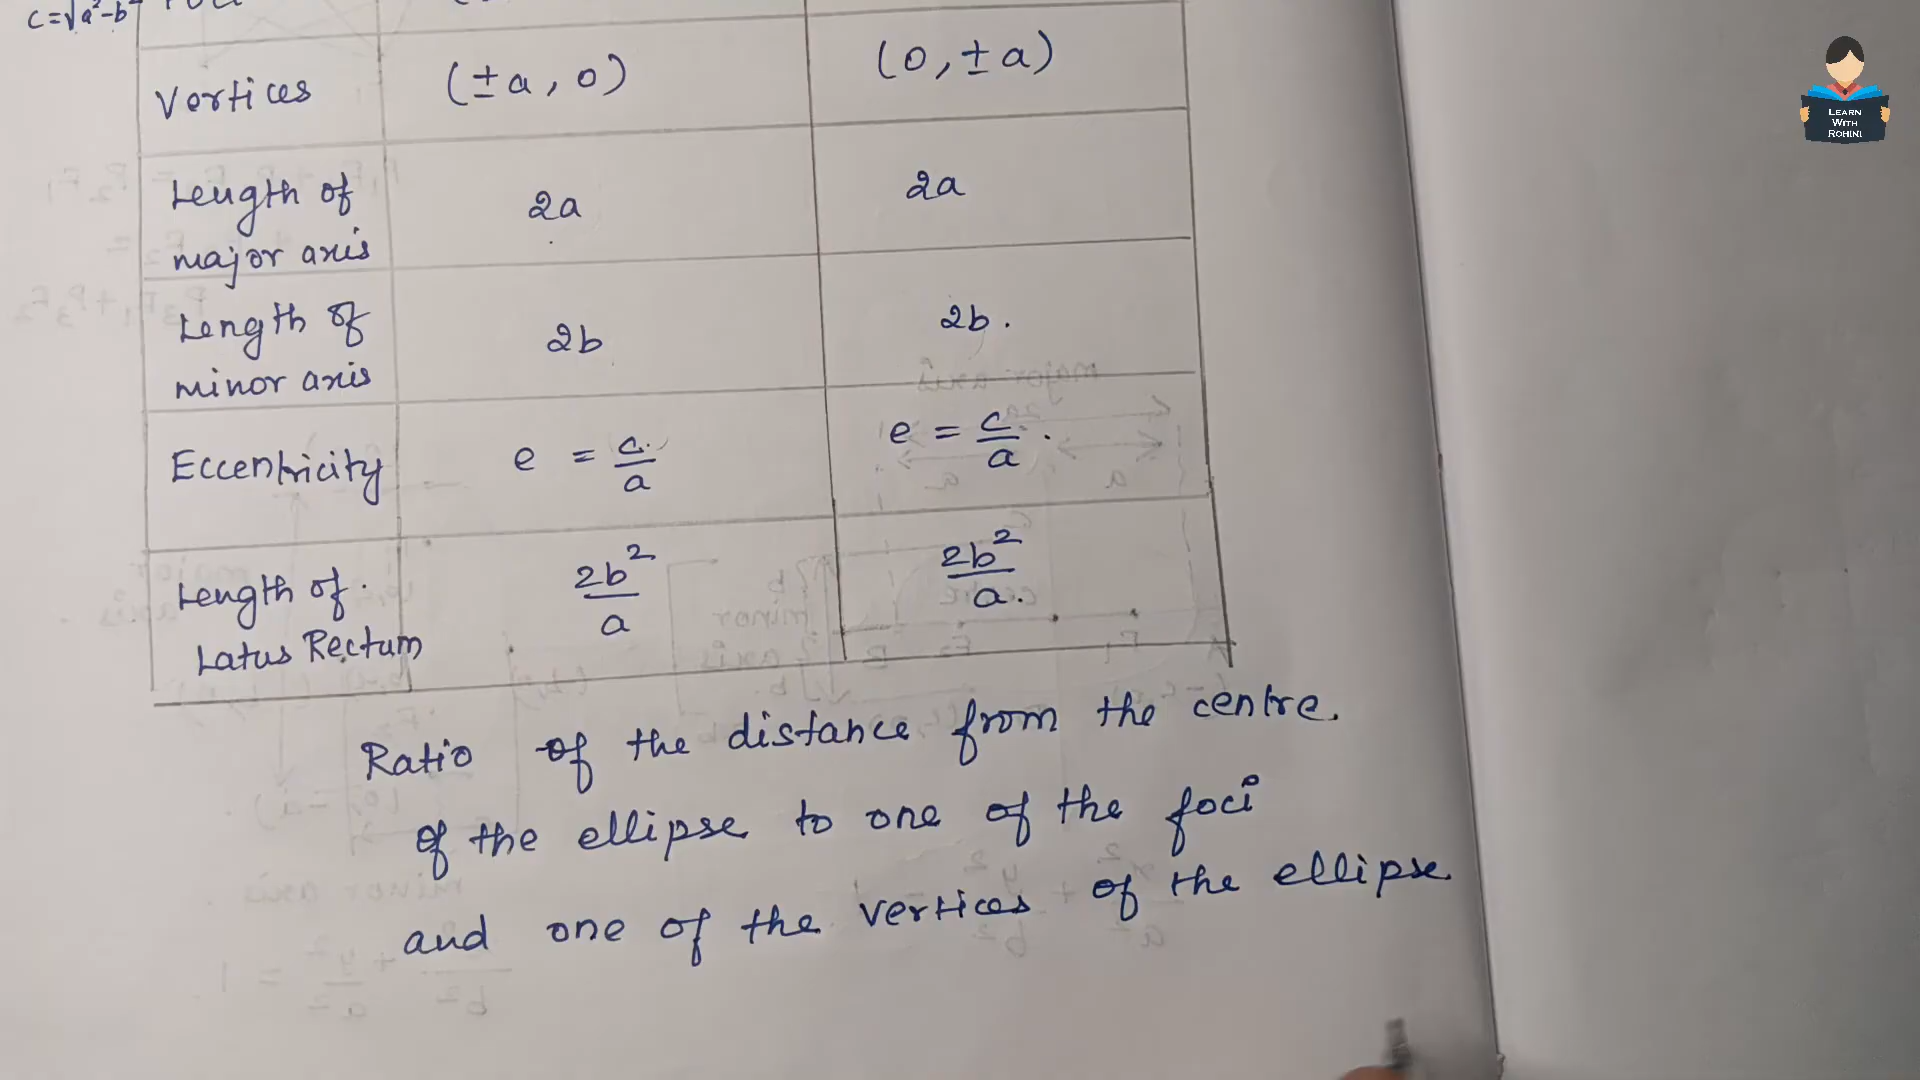 c=√a²-b²
Vertices (±a, 0) (0, ±a)
Length of major axis 2a 2a
Length of minor axis 2b 2b.
Eccentricity e = c/a e = c/a.
Length of Latus Rectum 2b²/a 2b²/a.
Ratio of the distance from the centre.
of the ellipse to one of the foci
and one of the vertices of the ellipse
LEARN
WITH
ROHINI